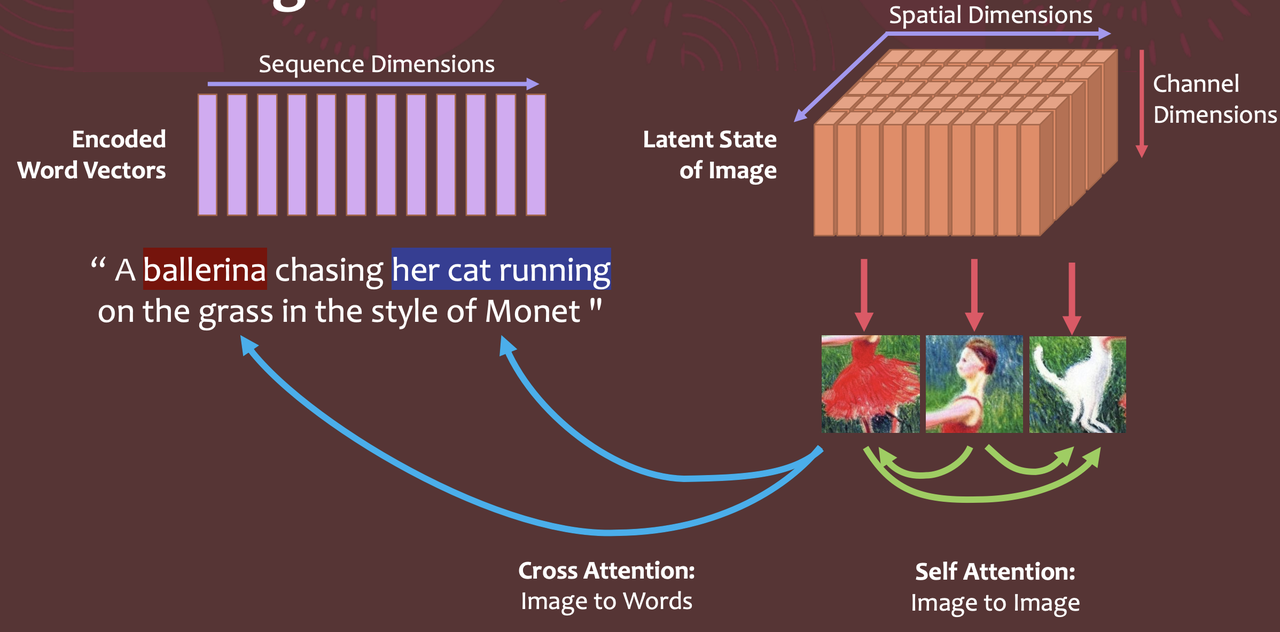 Spatial Dimensions
Sequence Dimensions
Channel
Dimensions
Encoded
Word Vectors
Latent State
of Image
“ A ballerina chasing her cat running
on the grass in the style of Monet "
Cross Attention:
Image to Words
Self Attention:
Image to Image